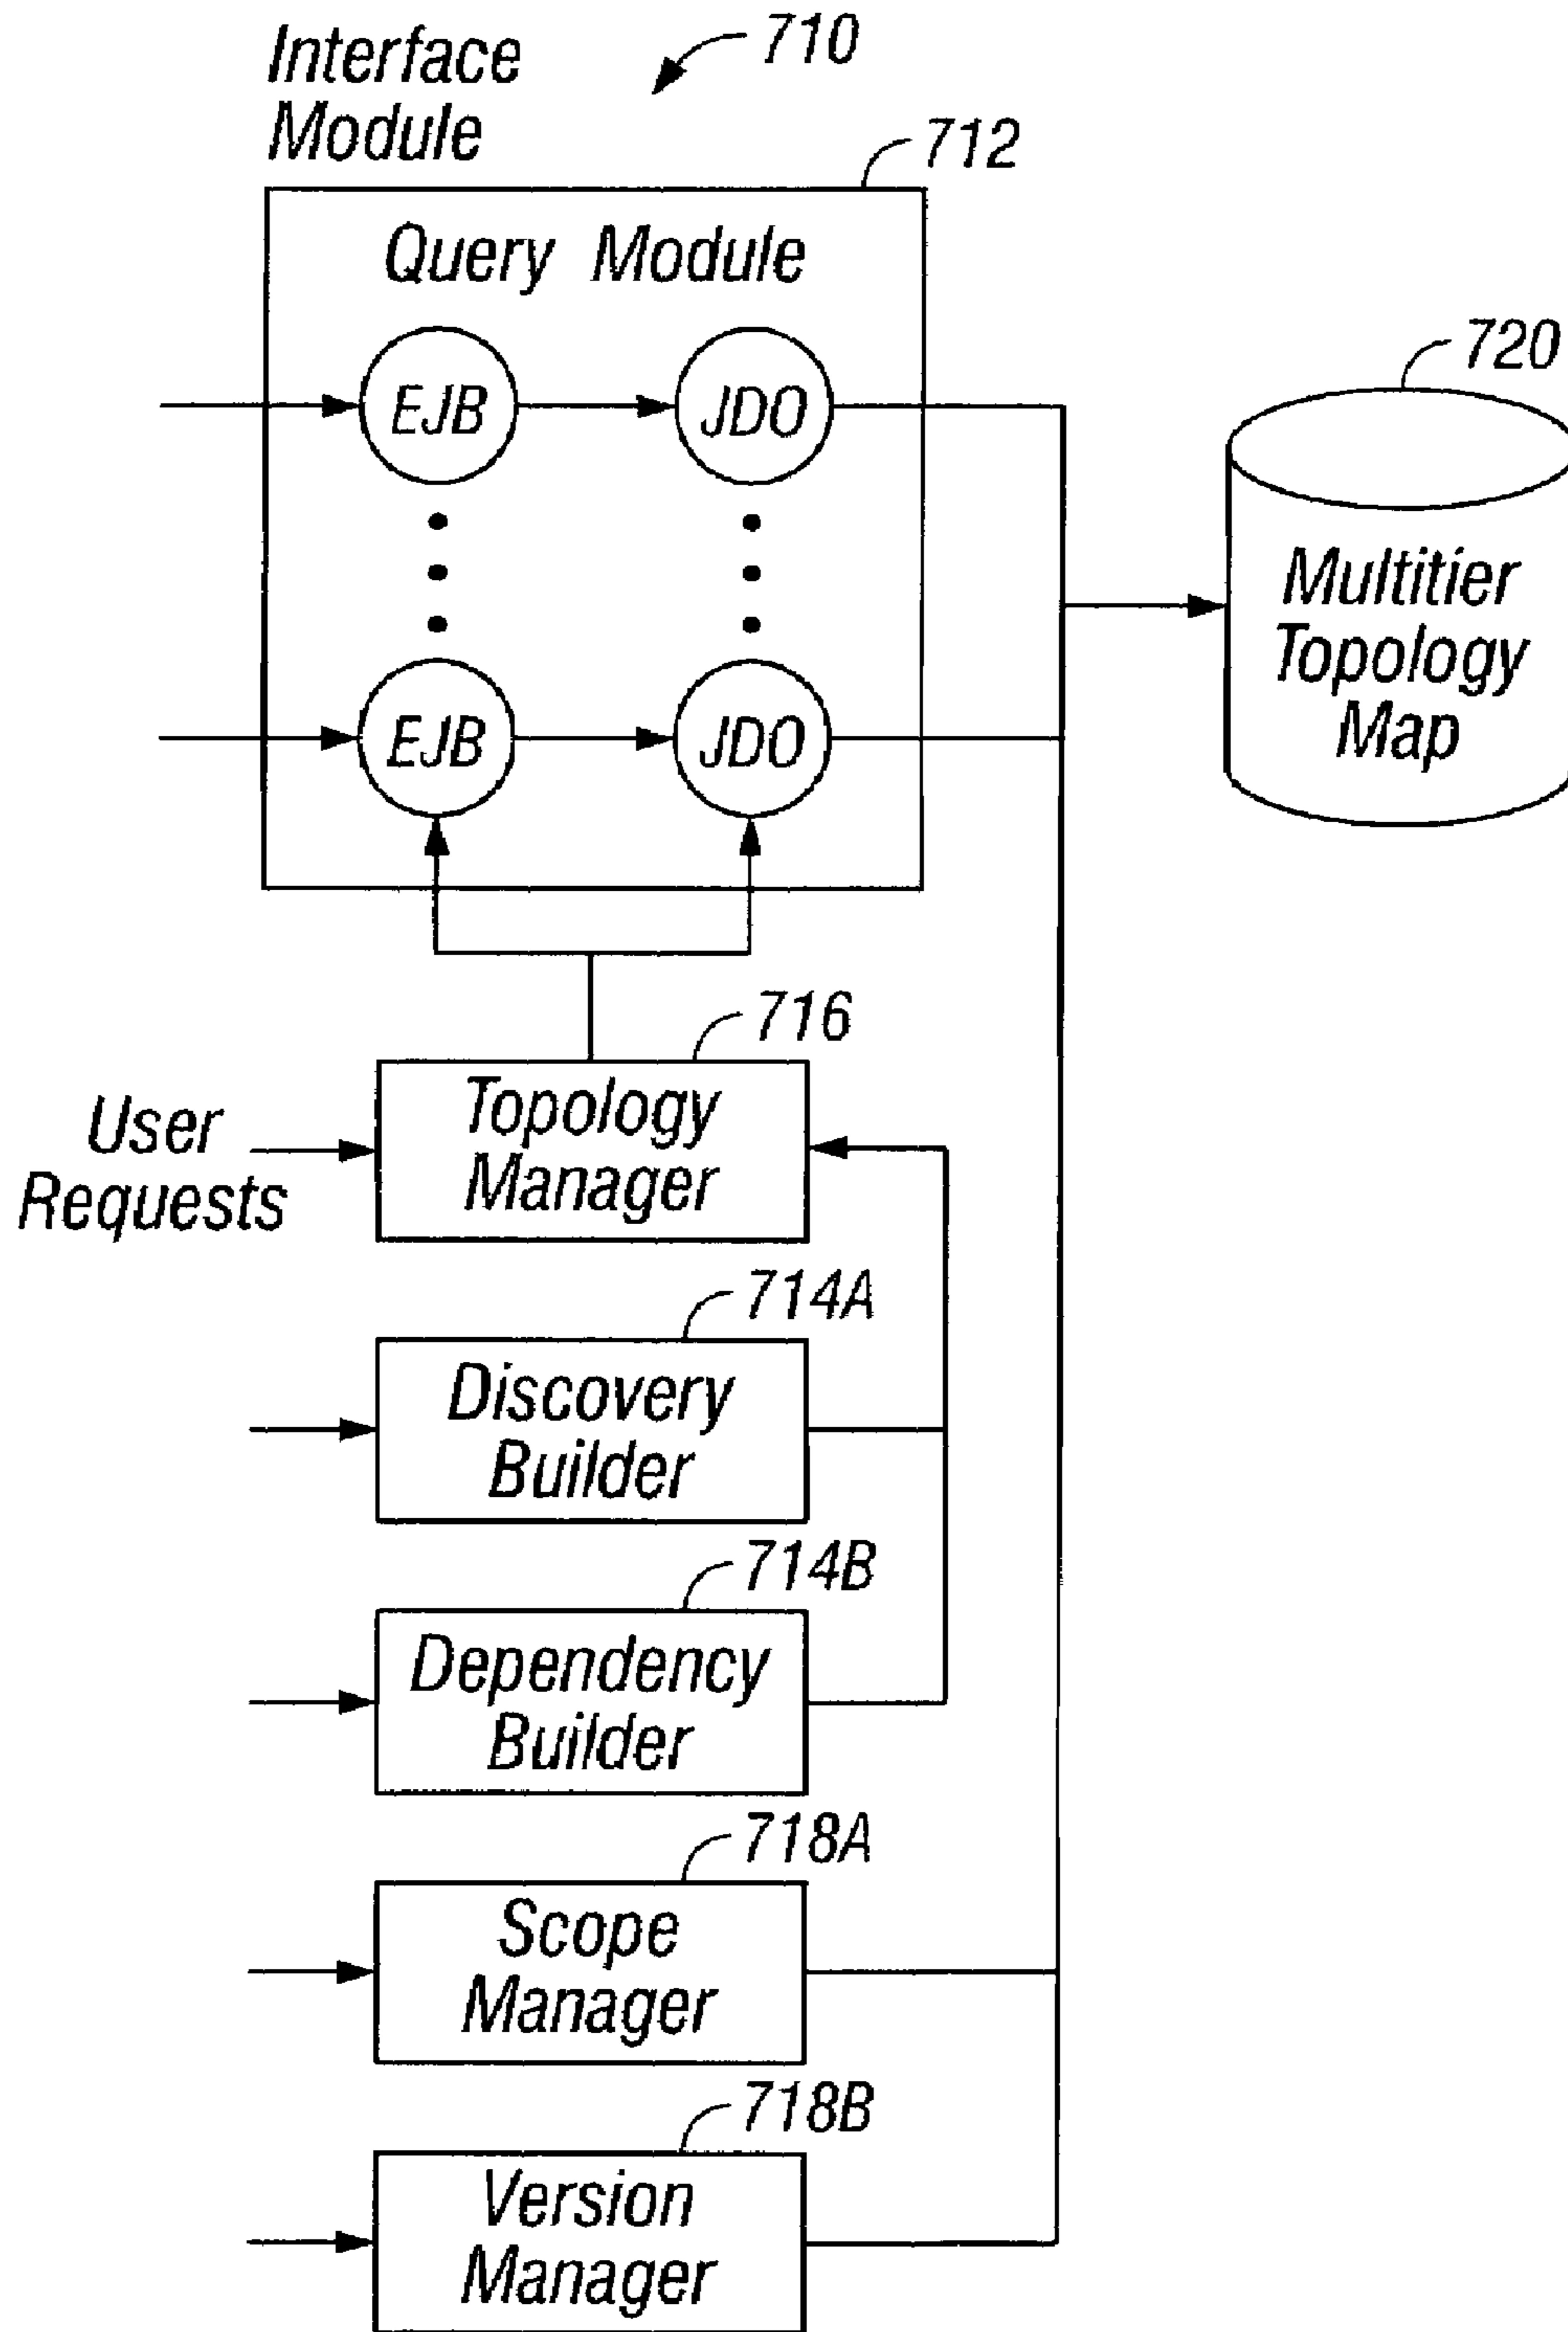 Interface
Module
710
712
Query Module
EJB
JDO
EJB
JDO
720
Multitier
Topology
Map
716
Topology
Manager
User
Requests
714A
Discovery
Builder
714B
Dependency
Builder
718A
Scope
Manager
718B
Version
Manager